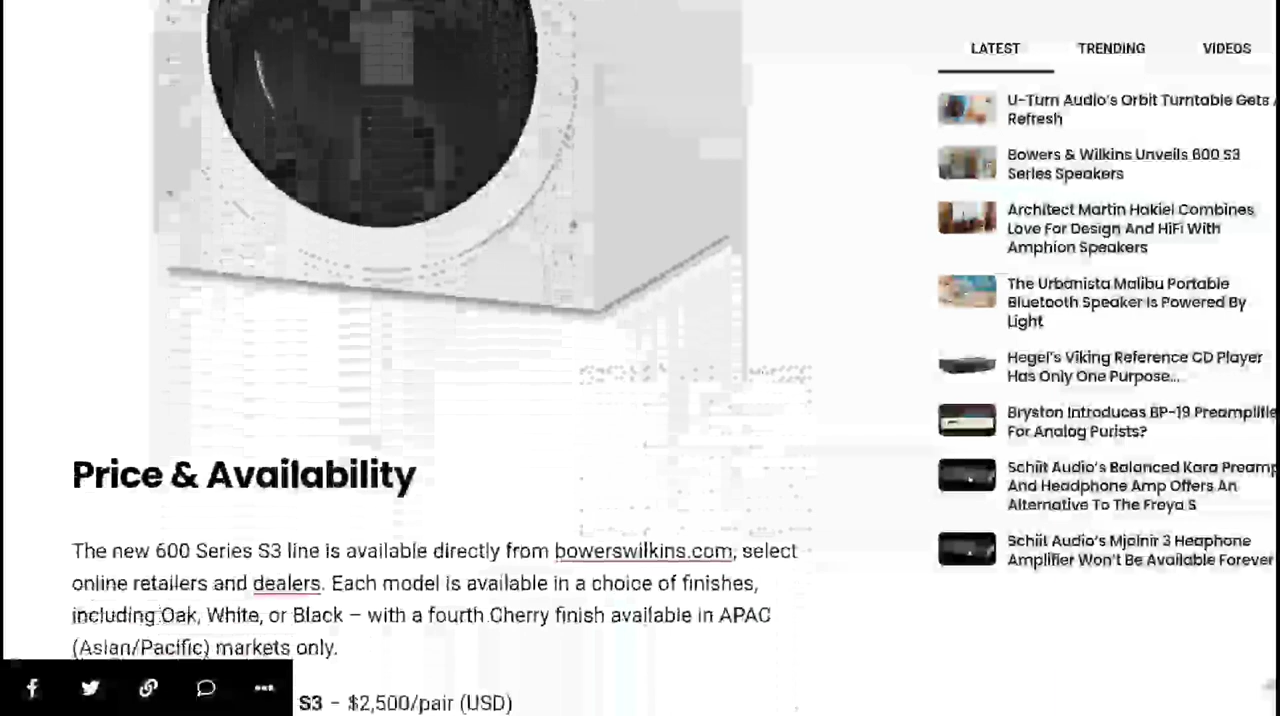 LATEST
TRENDING
VIDEOS
U-Turn Audio's Orbit Turntable Gets
Refresh
Bowers & Wilkins Unveils 600 S3
Series Speakers
Architect Martin Hakiel Combines
Love For Design And HiFi With
Amphion Speakers
The Urbanista Malibu Portable
Bluetooth Speaker Is Powered By
Light
Hegel's Viking Reference CD Player
Has Only One Purpose...
Bryston Introduces BP-19 Preamplifie
For Analog Purists?
Schiit Audio's Balanced Kara Preamp
And Headphone Amp Offers An
Alternative To The Freya S
Schiit Audio's Mjolnir 3 Heaphone
Amplifier Won't Be Available Forever
Price & Availability
The new 600 Series S3 line is available directly from bowerswilkins.com, select
online retailers and dealers. Each model is available in a choice of finishes,
including Oak, White, or Black – with a fourth Cherry finish available in APAC
(Asian/Pacific) markets only.
S3 - $2,500/pair (USD)